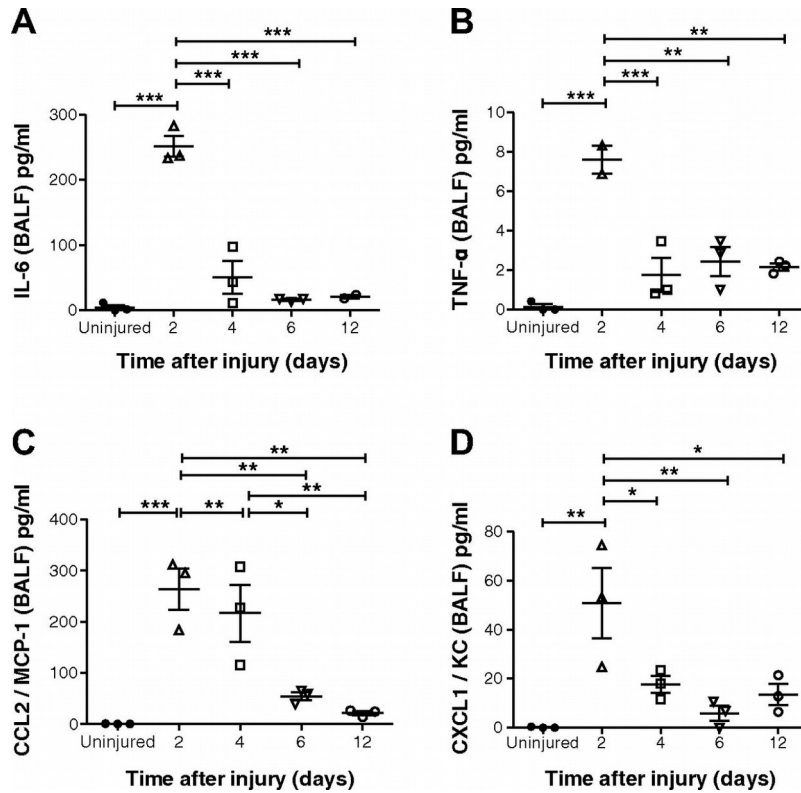 A
***
***
***
***
IL-6 (BALF) pg/ml
300
200
100
0
Uninjured 2 4 6 12
Time after injury (days)
B
**
**
***
***
TNF-α (BALF) pg/ml
10
8
6
4
2
0
Uninjured 2 4 6 12
Time after injury (days)
C
**
**
**
*** ** *
CCL2 / MCP-1 (BALF) pg/ml
400
300
200
100
0
Uninjured 2 4 6 12
Time after injury (days)
D
*
**
*
**
CXCL1 / KC (BALF) pg/ml
80
60
40
20
0
Uninjured 2 4 6 12
Time after injury (days)